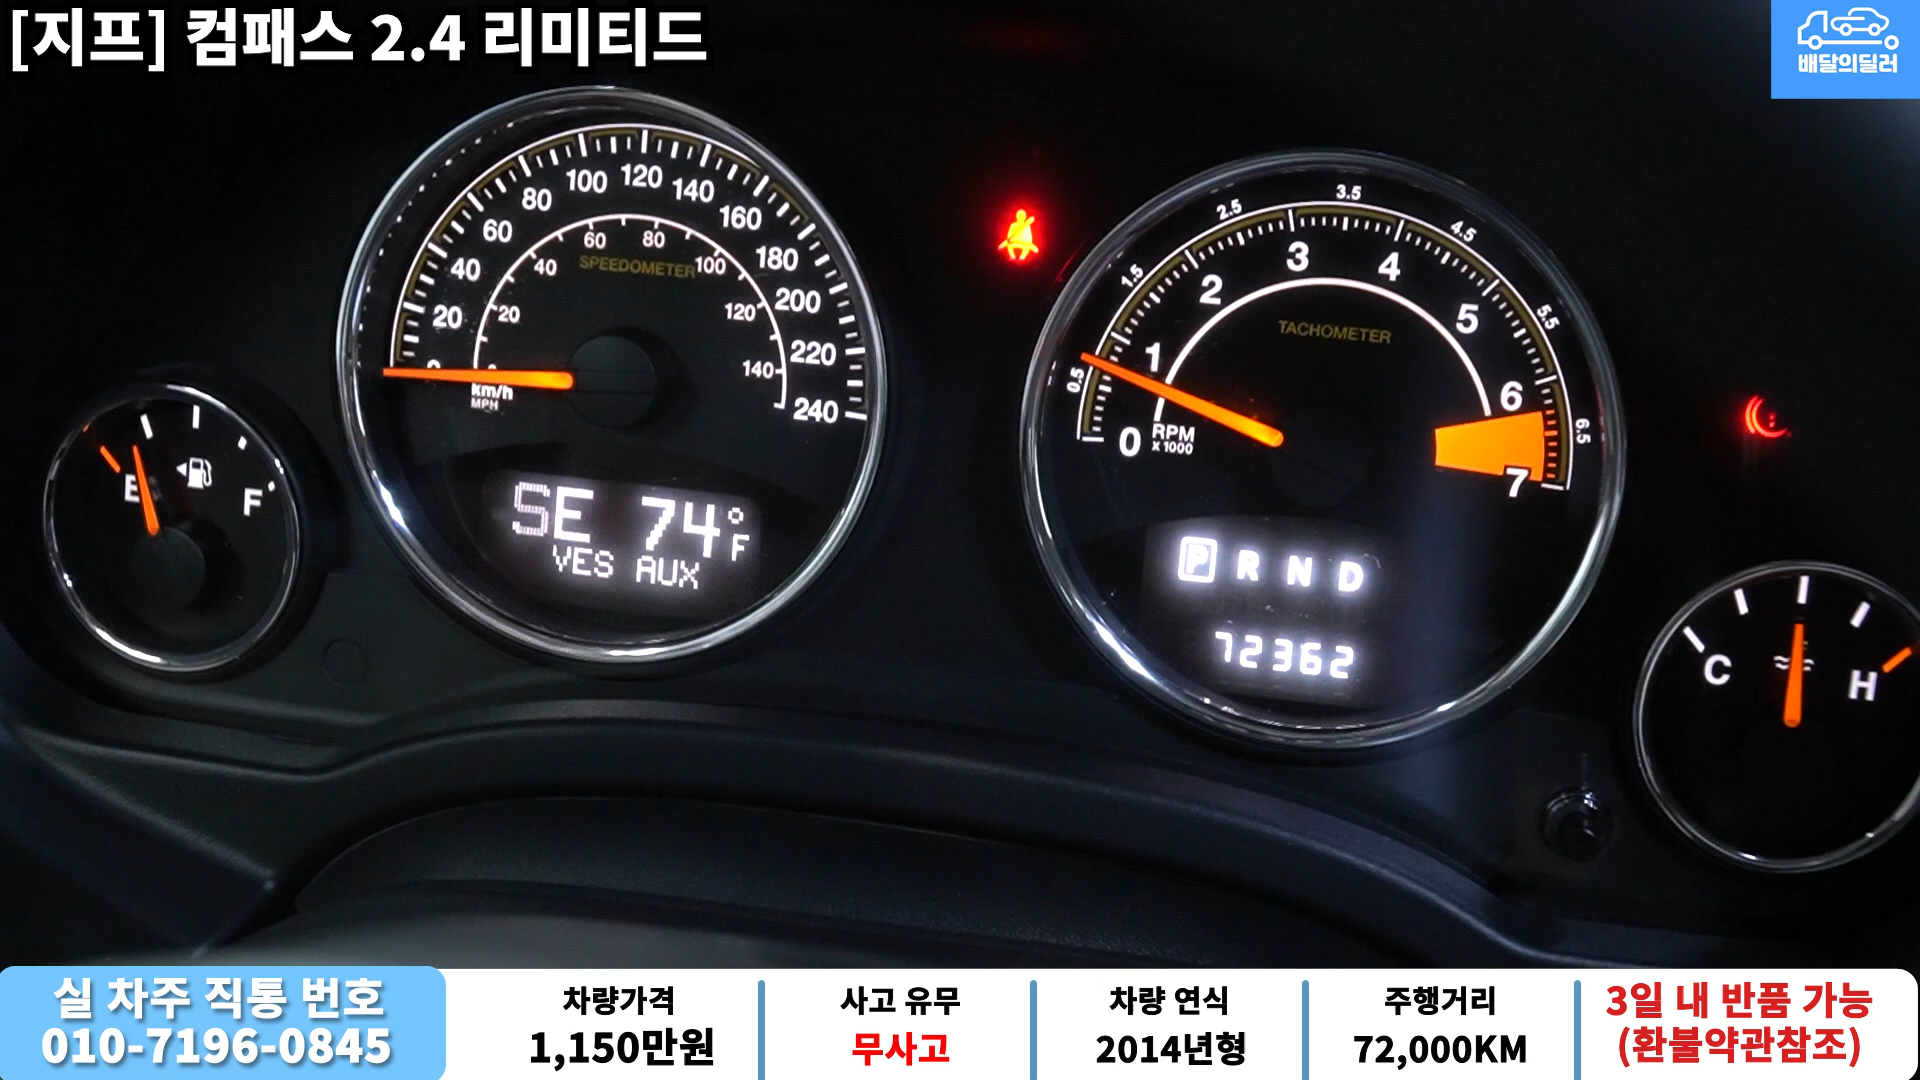 [지프] 컴패스 2.4 리미티드
배달의딜러
0 20 40 60 80 100 120 140 160 180 200 220 240
20 40 60 80 100 120 140
SPEEDOMETER
km/h
MPH
SE 74°F
VES AUX
E F
0.5 1.5 2.5 3.5 4.5 5.5 6.5
0 1 2 3 4 5 6 7
TACHOMETER
RPM
x 1000
P R N D
72362
C H
실 차주 직통 번호
010-7196-0845
차량가격
1,150만원
사고 유무
무사고
차량 연식
2014년형
주행거리
72,000KM
3일 내 반품 가능
(환불약관참조)